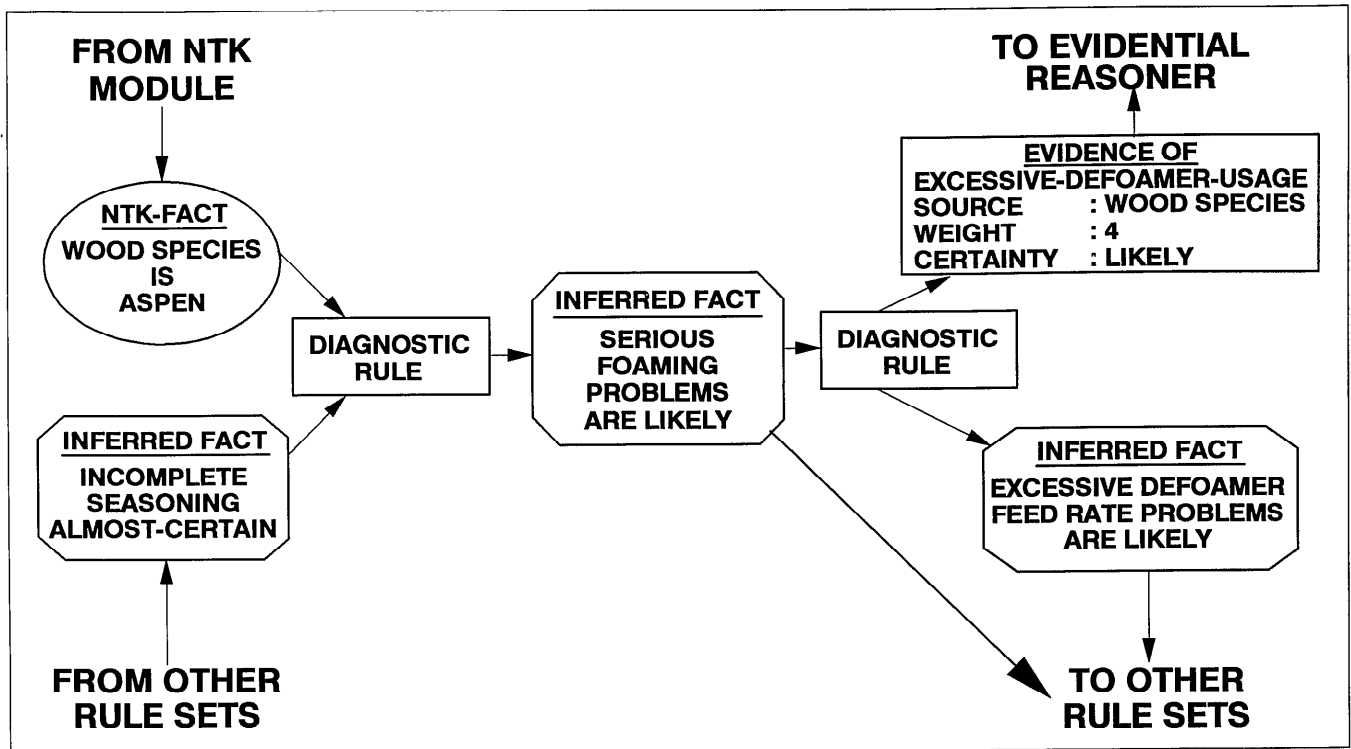 FROM NTK
MODULE
NTK-FACT
WOOD SPECIES
IS
ASPEN
DIAGNOSTIC
RULE
INFERRED FACT
INCOMPLETE
SEASONING
ALMOST-CERTAIN
FROM OTHER
RULE SETS
INFERRED FACT
SERIOUS
FOAMING
PROBLEMS
ARE LIKELY
DIAGNOSTIC
RULE
TO EVIDENTIAL
REASONER
EVIDENCE OF
EXCESSIVE-DEFOAMER-USAGE
SOURCE : WOOD SPECIES
WEIGHT : 4
CERTAINTY : LIKELY
INFERRED FACT
EXCESSIVE DEFOAMER
FEED RATE PROBLEMS
ARE LIKELY
TO OTHER
RULE SETS